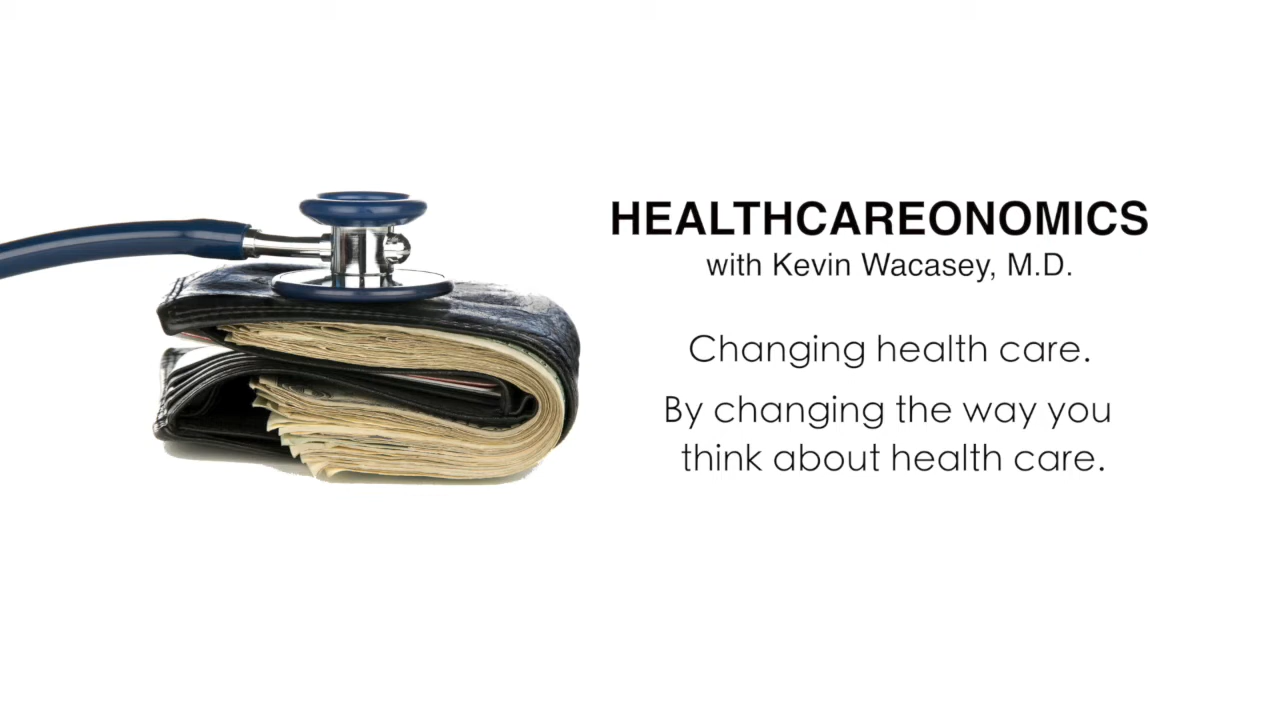 HEALTHCAREONOMICS
with Kevin Wacasey, M.D.
Changing health care.
By changing the way you
think about health care.